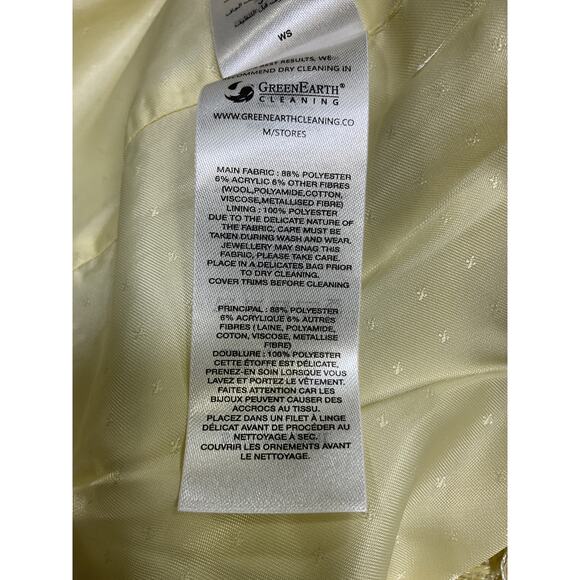 WS
BEST RESULTS, WE
COMMEND DRY CLEANING IN
GREENEARTH®
CLEANING
WWW.GREENEARTHCLEANING.CO
M/STORES
MAIN FABRIC : 88% POLYESTER
6% ACRYLIC 6% OTHER FIBRES
(WOOL,POLYAMIDE,COTTON,
VISCOSE,METALLISED FIBRE)
LINING : 100% POLYESTER
DUE TO THE DELICATE NATURE OF
THE FABRIC, CARE MUST BE
TAKEN DURING WASH AND WEAR.
JEWELLERY MAY SNAG THIS
FABRIC, PLEASE TAKE CARE.
PLACE IN A DELICATES BAG PRIOR
TO DRY CLEANING.
COVER TRIMS BEFORE CLEANING
PRINCIPAL : 88% POLYESTER
6% ACRYLIQUE 6% AUTRES
FIBRES ( LAINE, POLYAMIDE,
COTON, VISCOSE, METALLISE
FIBRE)
DOUBLURE : 100% POLYESTER
CETTE ÉTOFFE EST DÉLICATE,
PRENEZ-EN SOIN LORSQUE VOUS
LAVEZ ET PORTEZ LE VÊTEMENT.
FAITES ATTENTION CAR LES
BIJOUX PEUVENT CAUSER DES
ACCROCS AU TISSU.
PLACEZ DANS UN FILET À LINGE
DÉLICAT AVANT DE PROCÉDER AU
NETTOYAGE À SEC.
COUVRIR LES ORNEMENTS AVANT
LE NETTOYAGE.